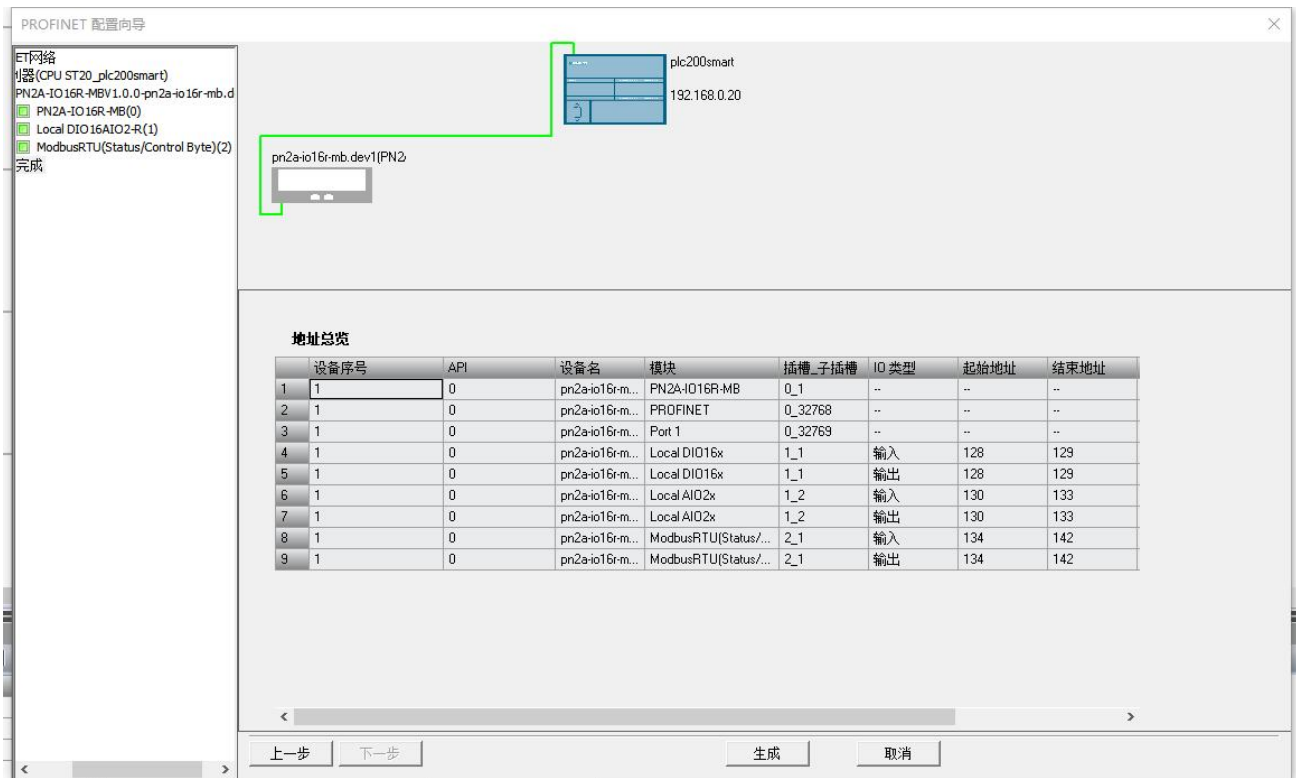 PROFINET 配置向导
ET网络
器(CPU ST20_plc200smart)
PN2A-IO16R-MBV1.0.0-pn2a-io16r-mb.d
PN2A-IO16R-MB(0)
Local DIO16AIO2-R(1)
ModbusRTU(Status/Control Byte)(2)
完成
plc200smart
192.168.0.20
pn2a-io16r-mb.dev1(PN2
地址总览
设备序号 API 设备名 模块 插槽_子插槽 IO 类型 起始地址 结束地址
1 1 0 pn2a-io16r-m... PN2A-IO16R-MB 0_1 -- -- --
2 1 0 pn2a-io16r-m... PROFINET 0_32768 -- -- --
3 1 0 pn2a-io16r-m... Port 1 0_32769 -- -- --
4 1 0 pn2a-io16r-m... Local DIO16x 1_1 输入 128 129
5 1 0 pn2a-io16r-m... Local DIO16x 1_1 输出 128 129
6 1 0 pn2a-io16r-m... Local AIO2x 1_2 输入 130 133
7 1 0 pn2a-io16r-m... Local AIO2x 1_2 输出 130 133
8 1 0 pn2a-io16r-m... ModbusRTU(Status/... 2_1 输入 134 142
9 1 0 pn2a-io16r-m... ModbusRTU(Status/... 2_1 输出 134 142
上一步 下一步 生成 取消